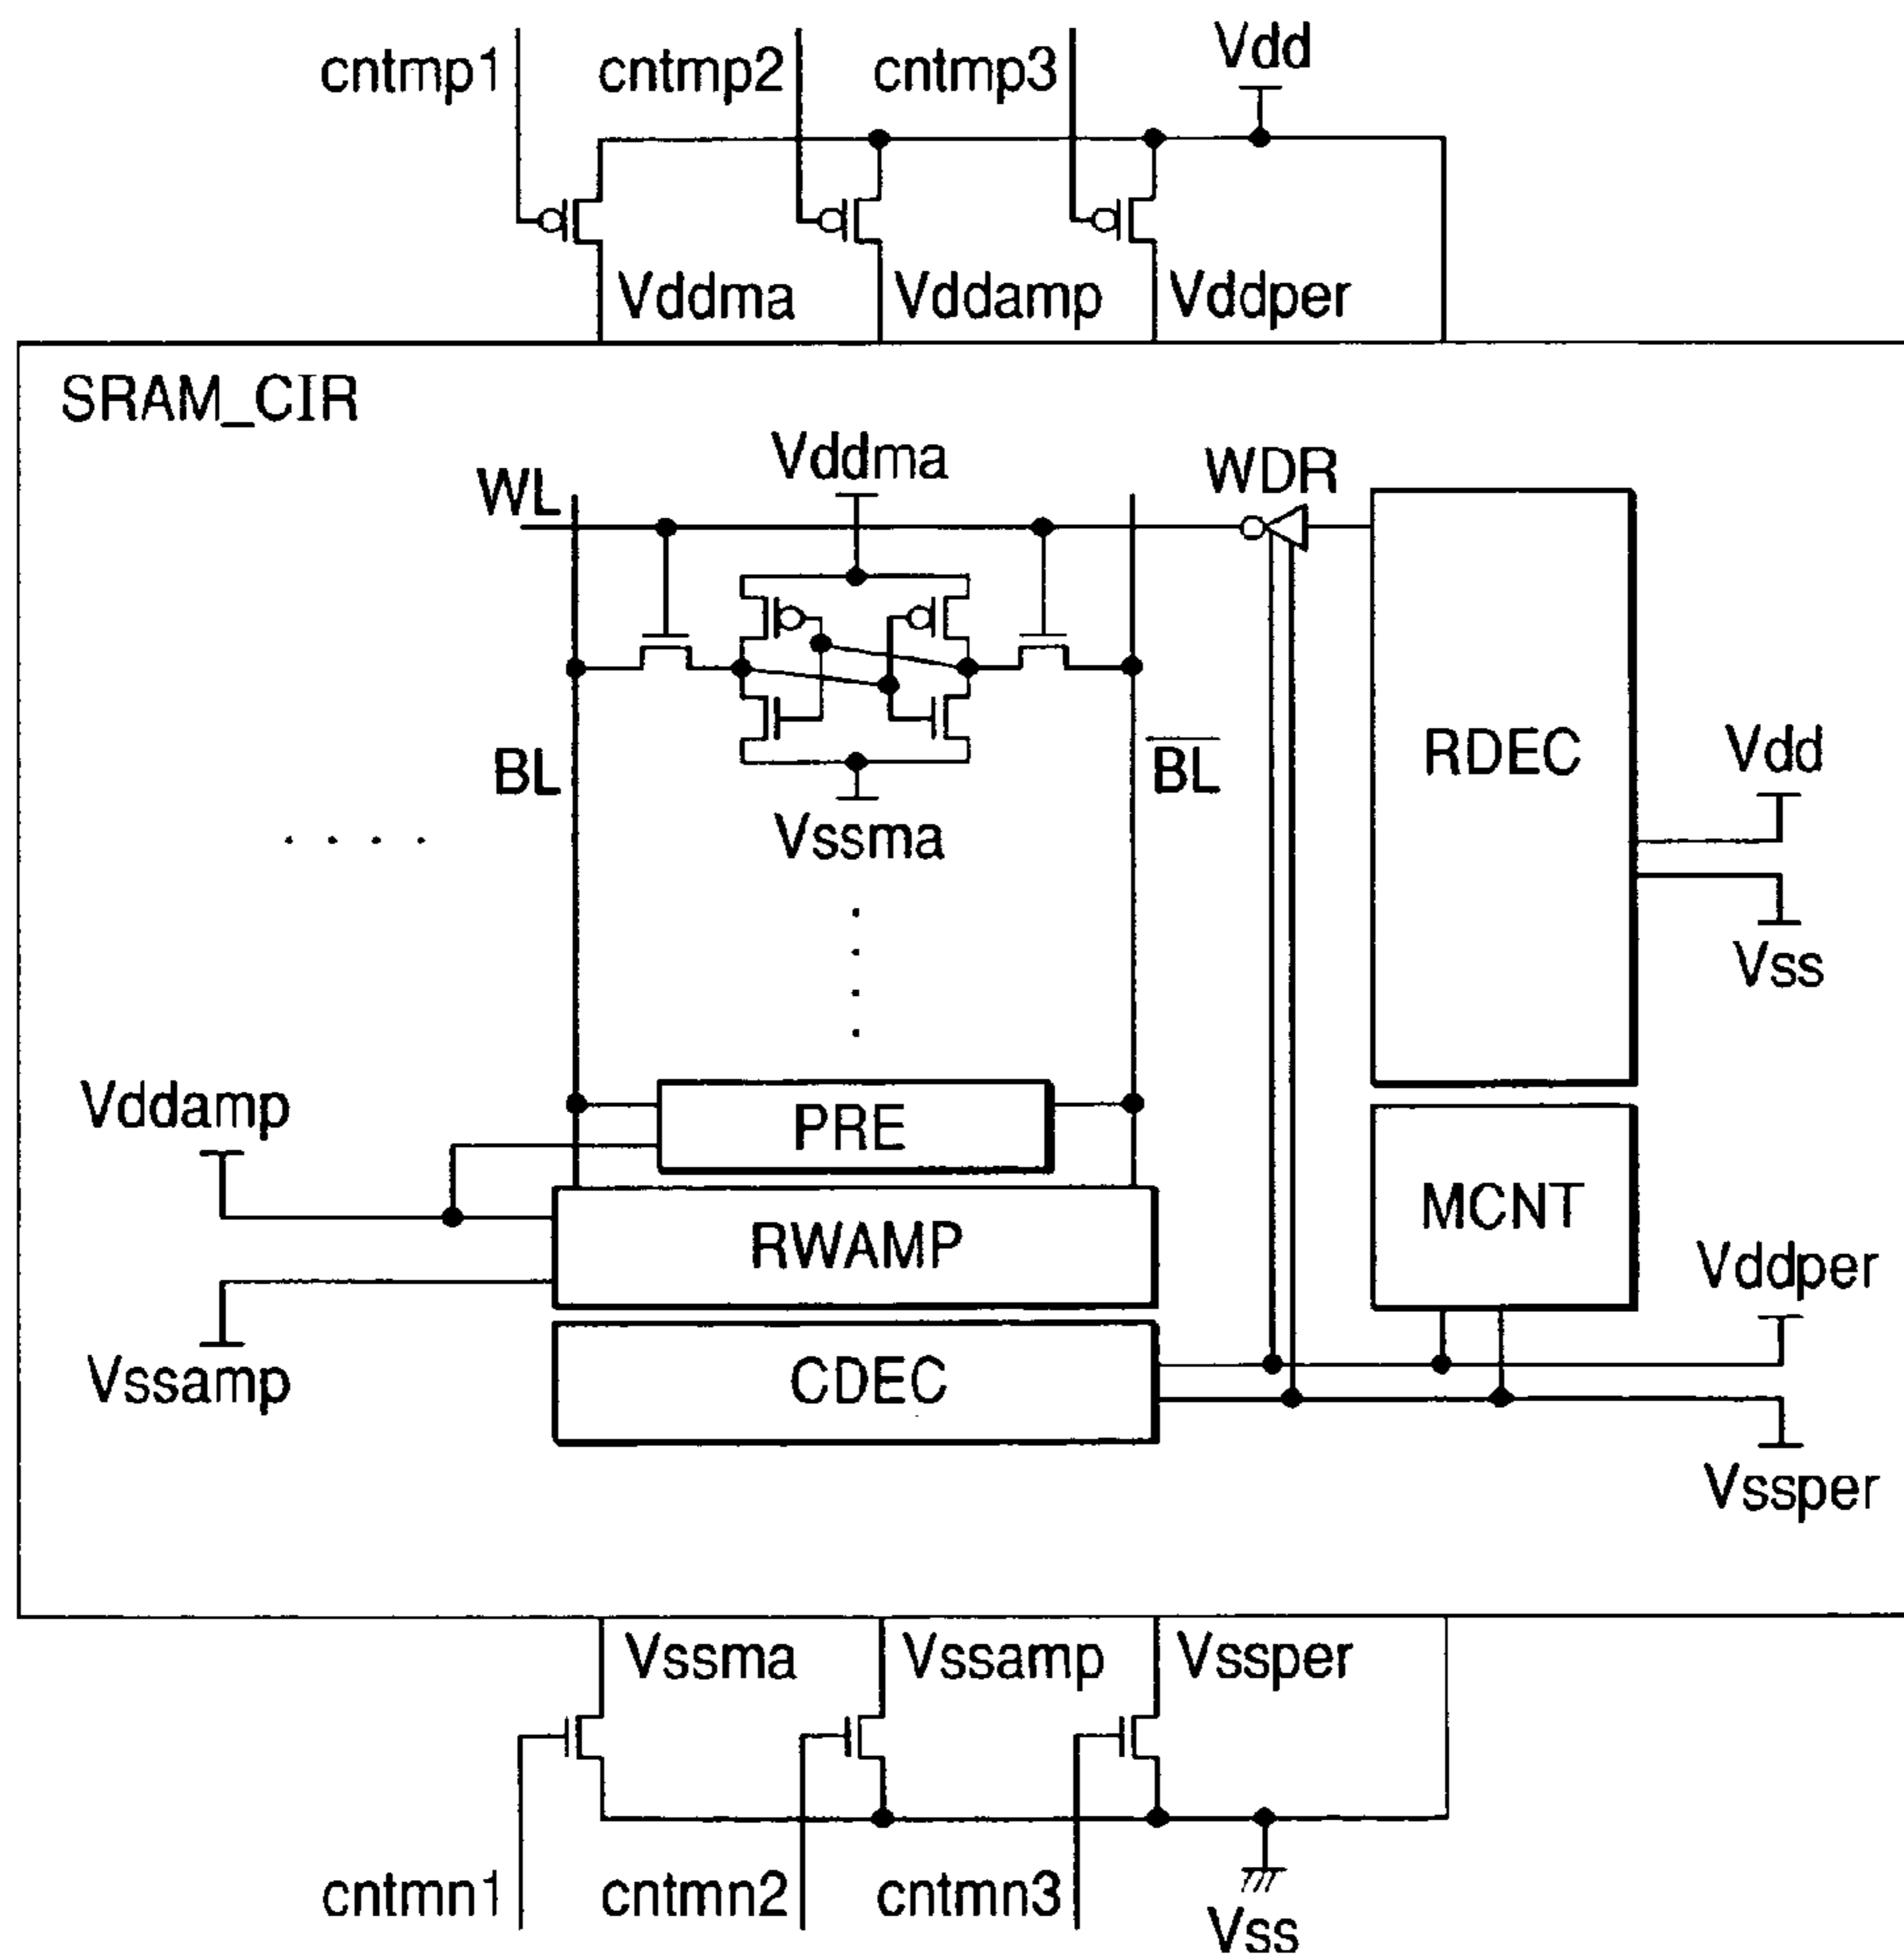 cntmp1 cntmp2 cntmp3 Vdd
Vddma Vddamp Vddper
SRAM_CIR
Vddma WDR
WL
RDEC
BL B̅L̅
Vdd
Vssma
Vss
Vddamp
PRE
MCNT
RWAMP
Vddper
Vssamp
CDEC
Vssper
Vssma Vssamp Vssper
cntmn1 cntmn2 cntmn3
Vss